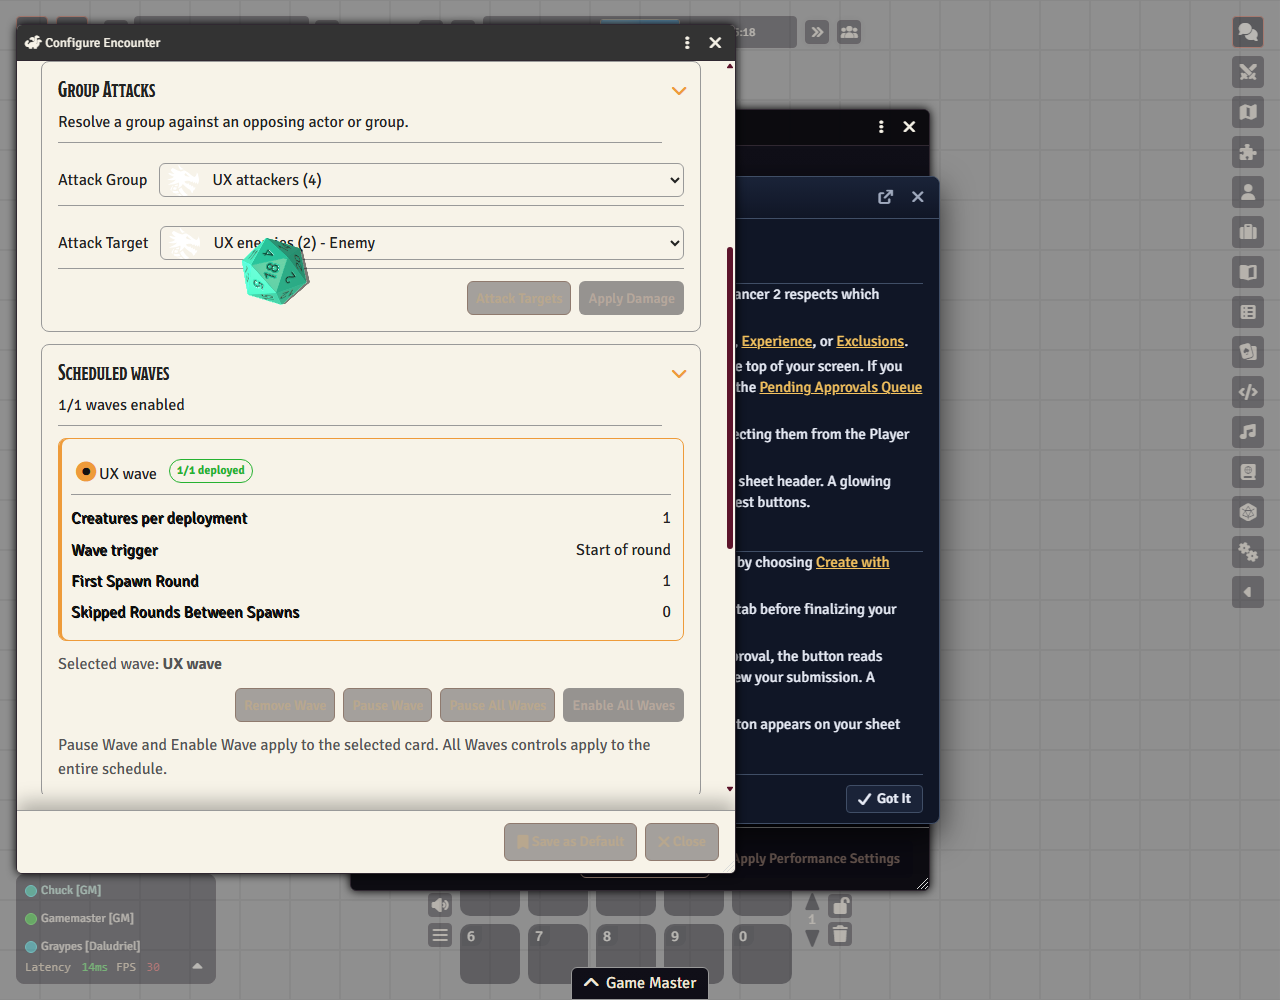 Configure Encounter
:18
GROUP ATTACKS
Resolve a group against an opposing actor or group.
Attack Group
UX attackers (4)
Attack Target
UX enemies (2) - Enemy
4
18
2
5
Attack Targets
Apply Damage
SCHEDULED WAVES
1/1 waves enabled
UX wave
1/1 deployed
Creatures per deployment
1
Wave trigger
Start of round
First Spawn Round
1
Skipped Rounds Between Spawns
0
Selected wave: UX wave
Remove Wave
Pause Wave
Pause All Waves
Enable All Waves
Pause Wave and Enable Wave apply to the selected card. All Waves controls apply to the
entire schedule.
Save as Default
Close
ancer 2 respects which
, Experience, or Exclusions.
e top of your screen. If you
the Pending Approvals Queue
ecting them from the Player
sheet header. A glowing
est buttons.
by choosing Create with
tab before finalizing your
roval, the button reads
ew your submission. A
ton appears on your sheet
Got It
Apply Performance Settings
Chuck [GM]
Gamemaster [GM]
Graypes [Daludriel]
Latency 14ms FPS 30
6
7
8
9
0
1
Game Master